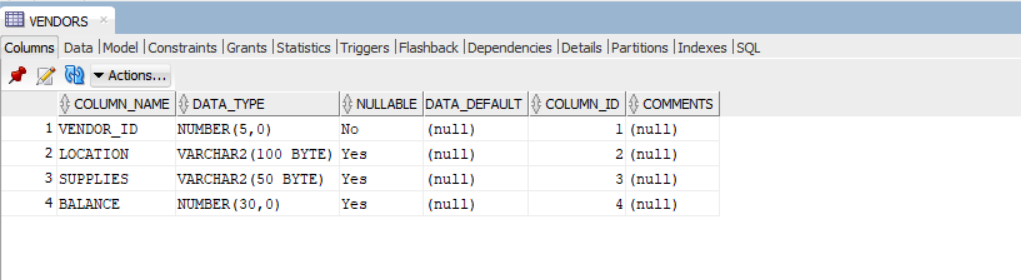 VENDORS ×
Columns Data |Model |Constraints |Grants |Statistics |Triggers |Flashback |Dependencies |Details |Partitions |Indexes |SQL
Actions...
COLUMN_NAME DATA_TYPE NULLABLE DATA_DEFAULT COLUMN_ID COMMENTS
1 VENDOR_ID NUMBER(5,0) No (null) 1 (null)
2 LOCATION VARCHAR2(100 BYTE) Yes (null) 2 (null)
3 SUPPLIES VARCHAR2(50 BYTE) Yes (null) 3 (null)
4 BALANCE NUMBER(30,0) Yes (null) 4 (null)